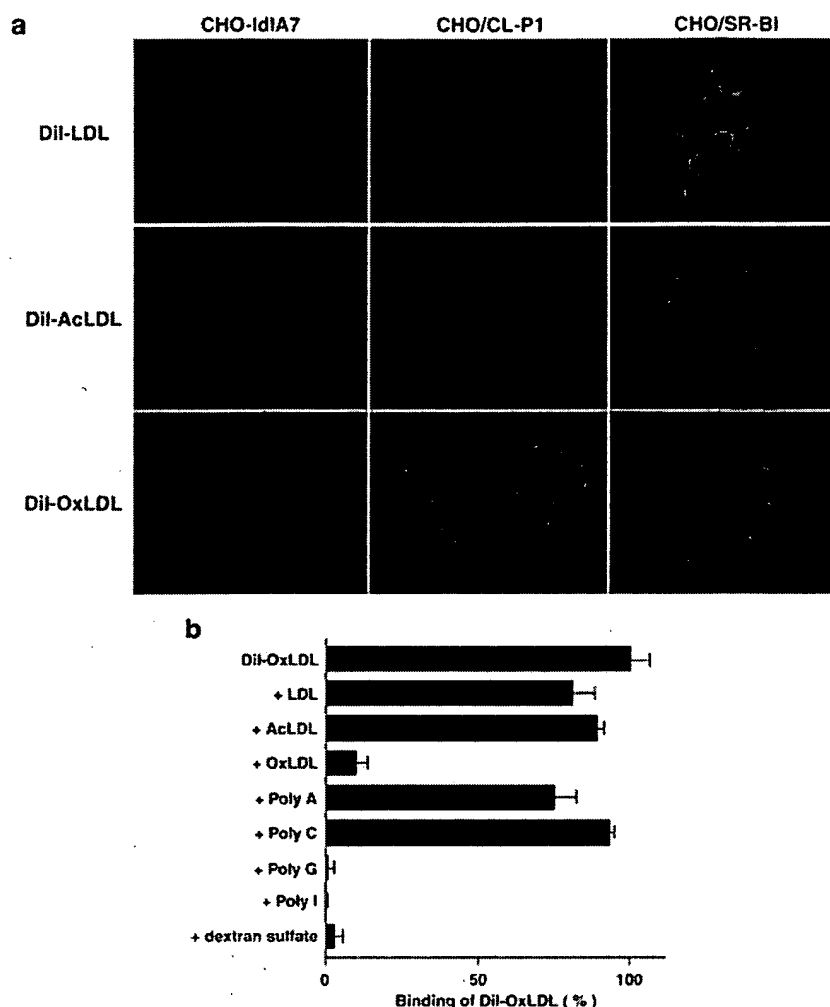 a
CHO-ldlA7 CHO/CL-P1 CHO/SR-BI
DiI-LDL
DiI-AcLDL
DiI-OxLDL
b
DiI-OxLDL
+ LDL
+ AcLDL
+ OxLDL
+ Poly A
+ Poly C
+ Poly G
+ Poly I
+ dextran sulfate
0 50 100
Binding of DiI-OxLDL ( % )